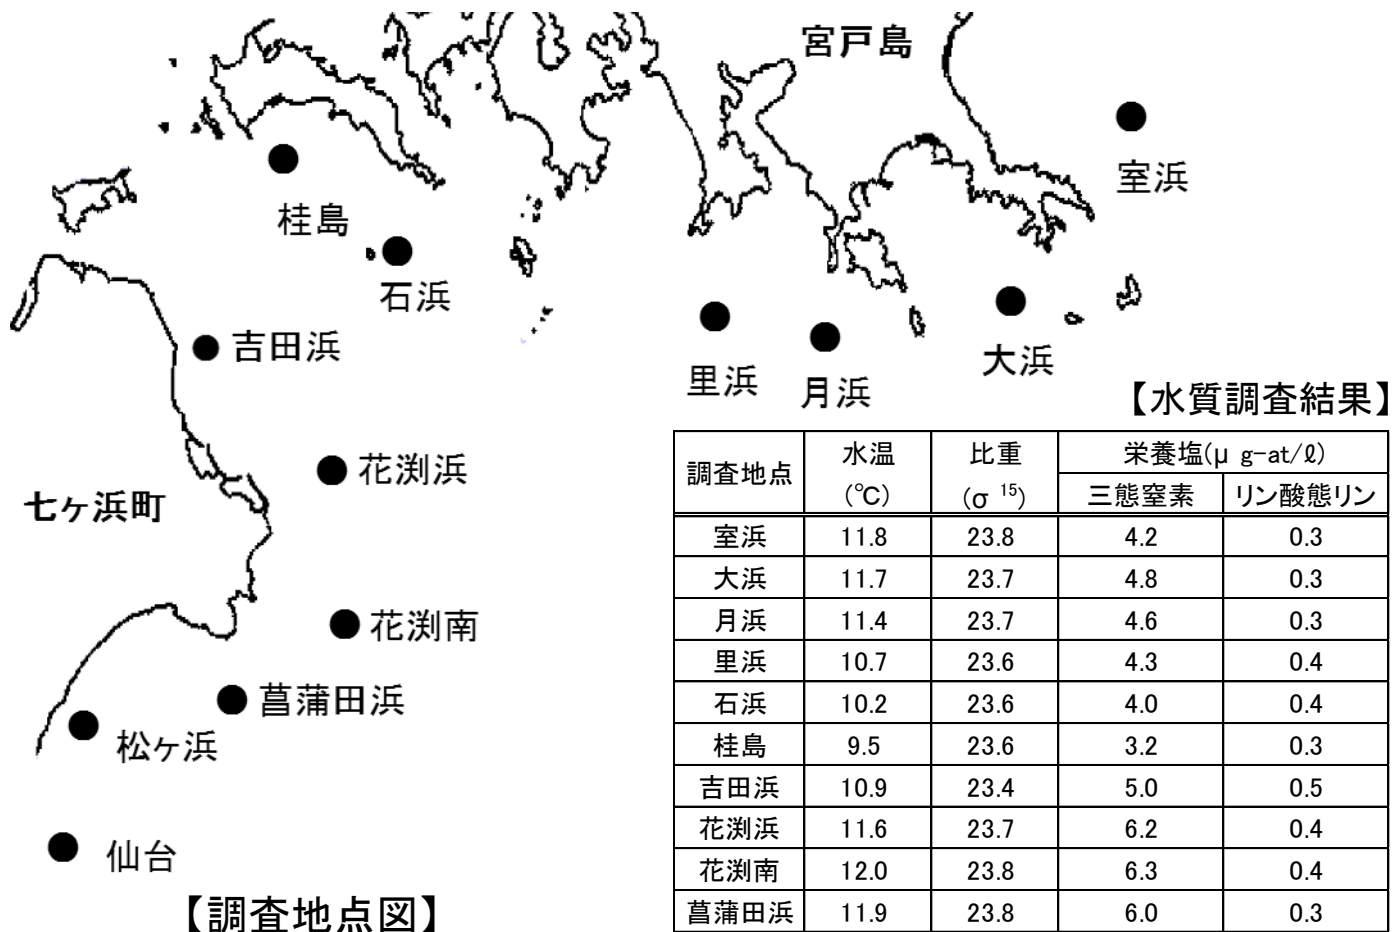 宮戸島
室浜
桂島
石浜
吉田浜
里浜
月浜
大浜
花渕浜
七ヶ浜町
花渕南
菖蒲田浜
松ヶ浜
仙台
【調査地点図】
【水質調査結果】
調査地点 水温 (℃) 比重 (σ 15) 栄養塩(μ g-at/ℓ)
三態窒素 リン酸態リン
室浜 11.8 23.8 4.2 0.3
大浜 11.7 23.7 4.8 0.3
月浜 11.4 23.7 4.6 0.3
里浜 10.7 23.6 4.3 0.4
石浜 10.2 23.6 4.0 0.4
桂島 9.5 23.6 3.2 0.3
吉田浜 10.9 23.4 5.0 0.5
花渕浜 11.6 23.7 6.2 0.4
花渕南 12.0 23.8 6.3 0.4
菖蒲田浜 11.9 23.8 6.0 0.3